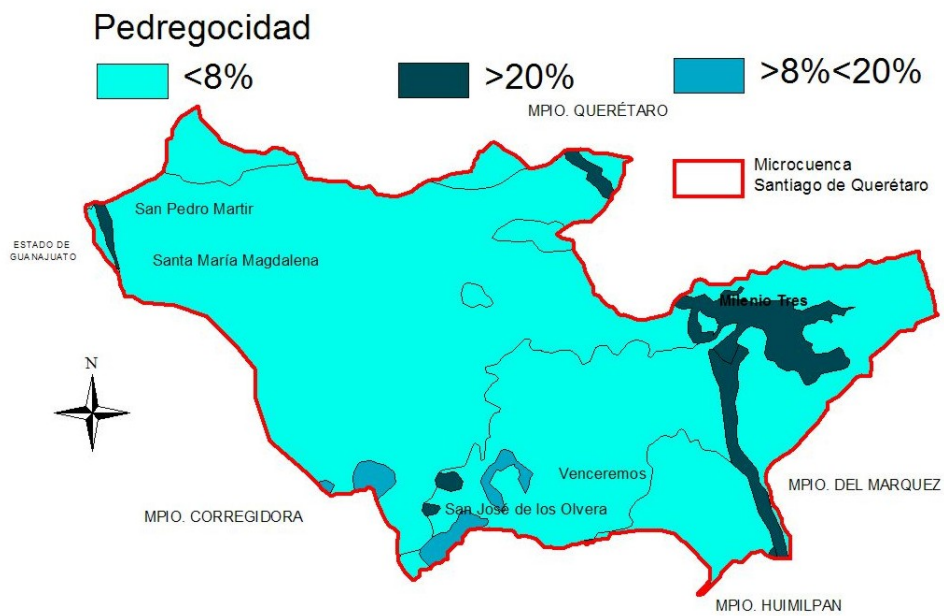 Pedregocidad
<8%
>20%
>8%<20%
MPIO. QUERÉTARO
Microcuenca
Santiago de Querétaro
San Pedro Martir
ESTADO DE
GUANAJUATO
Santa María Magdalena
Milenio Tres
N
Venceremos
MPIO. DEL MARQUEZ
San José de los Olvera
MPIO. CORREGIDORA
MPIO. HUIMILPAN